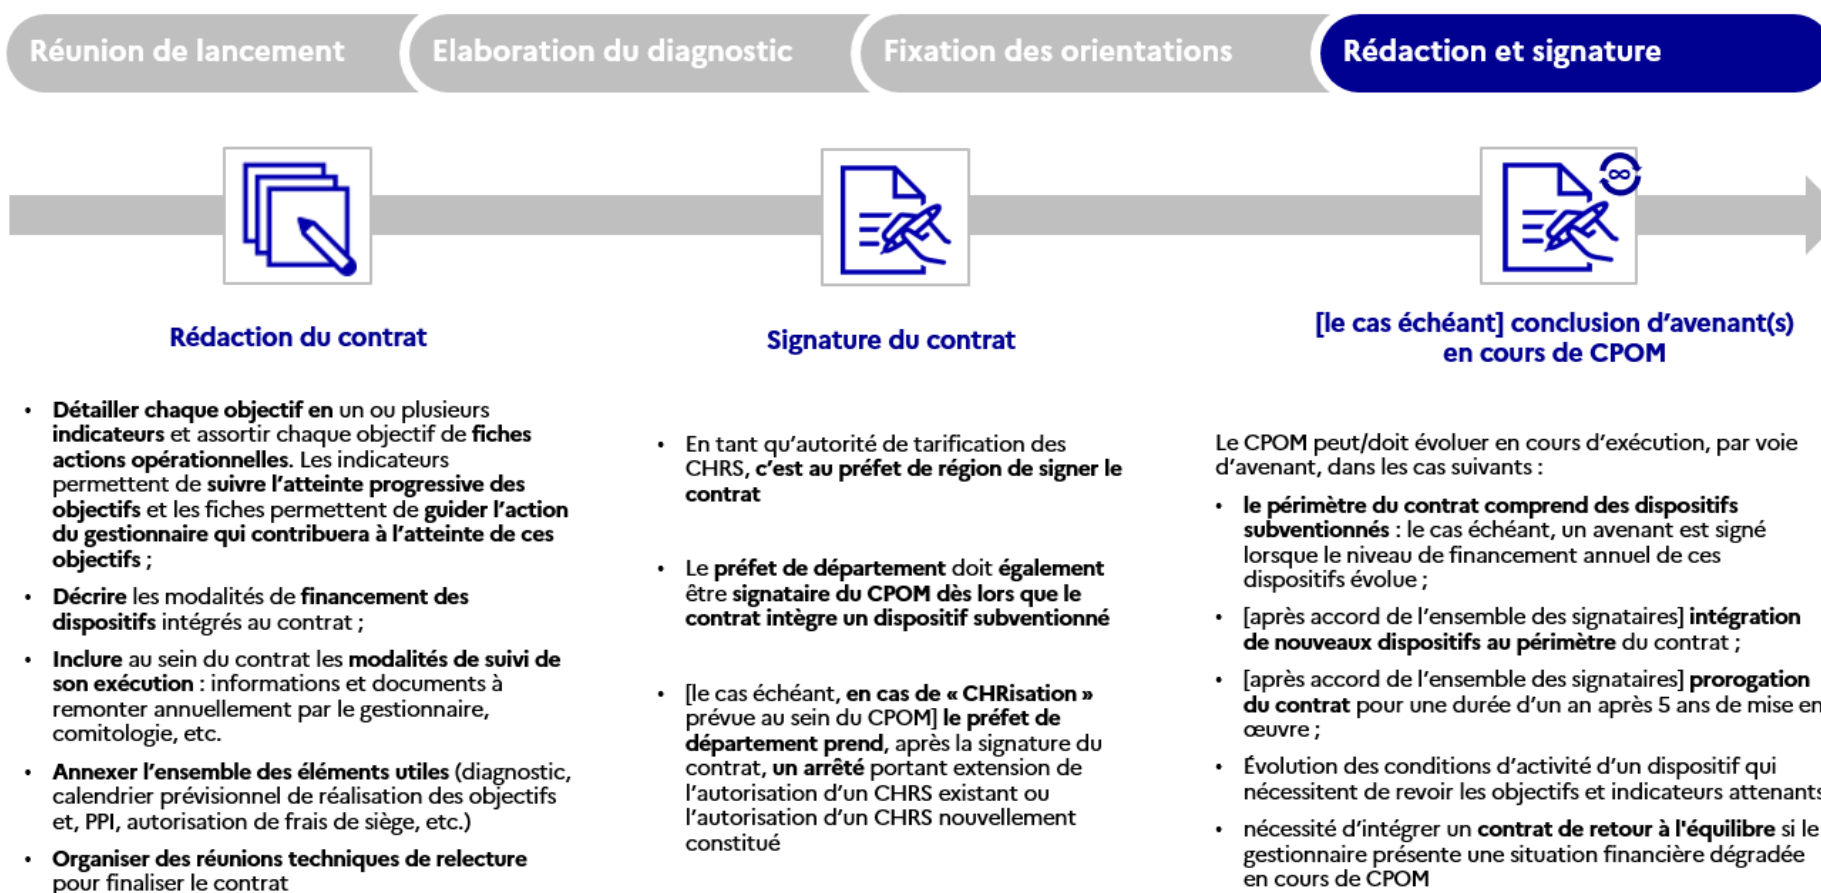 Réunion de lancement
Elaboration du diagnostic
Fixation des orientations
Rédaction et signature
Rédaction du contrat
• Détailler chaque objectif en un ou plusieurs
indicateurs et assortir chaque objectif de fiches
actions opérationnelles. Les indicateurs
permettent de suivre l'atteinte progressive des
objectifs et les fiches permettent de guider l'action
du gestionnaire qui contribuera à l'atteinte de ces
objectifs ;
• Décrire les modalités de financement des
dispositifs intégrés au contrat ;
• Inclure au sein du contrat les modalités de suivi de
son exécution : informations et documents à
remonter annuellement par le gestionnaire,
comitologie, etc.
• Annexer l'ensemble des éléments utiles (diagnostic,
calendrier prévisionnel de réalisation des objectifs
et, PPI, autorisation de frais de siège, etc.)
• Organiser des réunions techniques de relecture
pour finaliser le contrat
Signature du contrat
• En tant qu'autorité de tarification des
CHRS, c'est au préfet de région de signer le
contrat
• Le préfet de département doit également
être signataire du CPOM dès lors que le
contrat intègre un dispositif subventionné
• [le cas échéant, en cas de « CHRisation »
prévue au sein du CPOM] le préfet de
département prend, après la signature du
contrat, un arrêté portant extension de
l'autorisation d'un CHRS existant ou
l'autorisation d'un CHRS nouvellement
constitué
[le cas échéant] conclusion d'avenant(s)
en cours de CPOM
Le CPOM peut/doit évoluer en cours d'exécution, par voie
d'avenant, dans les cas suivants :
• le périmètre du contrat comprend des dispositifs
subventionnés : le cas échéant, un avenant est signé
lorsque le niveau de financement annuel de ces
dispositifs évolue ;
• [après accord de l'ensemble des signataires] intégration
de nouveaux dispositifs au périmètre du contrat ;
• [après accord de l'ensemble des signataires] prorogation
du contrat pour une durée d'un an après 5 ans de mise en
œuvre ;
• Évolution des conditions d'activité d'un dispositif qui
nécessitent de revoir les objectifs et indicateurs attenants
• nécessité d'intégrer un contrat de retour à l'équilibre si le
gestionnaire présente une situation financière dégradée
en cours de CPOM